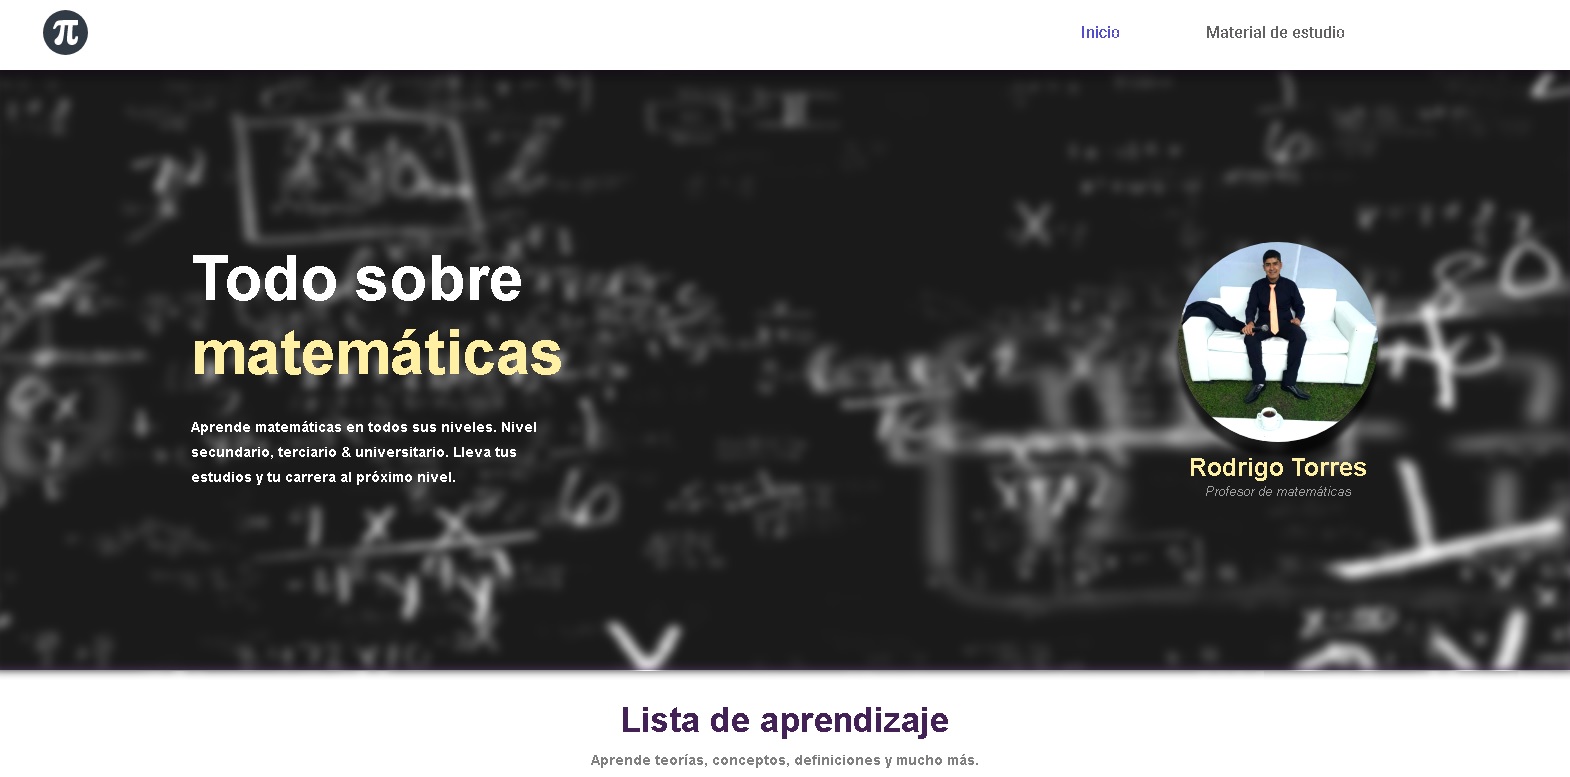 π
Inicio
Material de estudio
Todo sobre
matemáticas
Aprende matemáticas en todos sus niveles. Nivel
secundario, terciario & universitario. Lleva tus
estudios y tu carrera al próximo nivel.
Rodrigo Torres
Profesor de matemáticas
Lista de aprendizaje
Aprende teorías, conceptos, definiciones y mucho más.